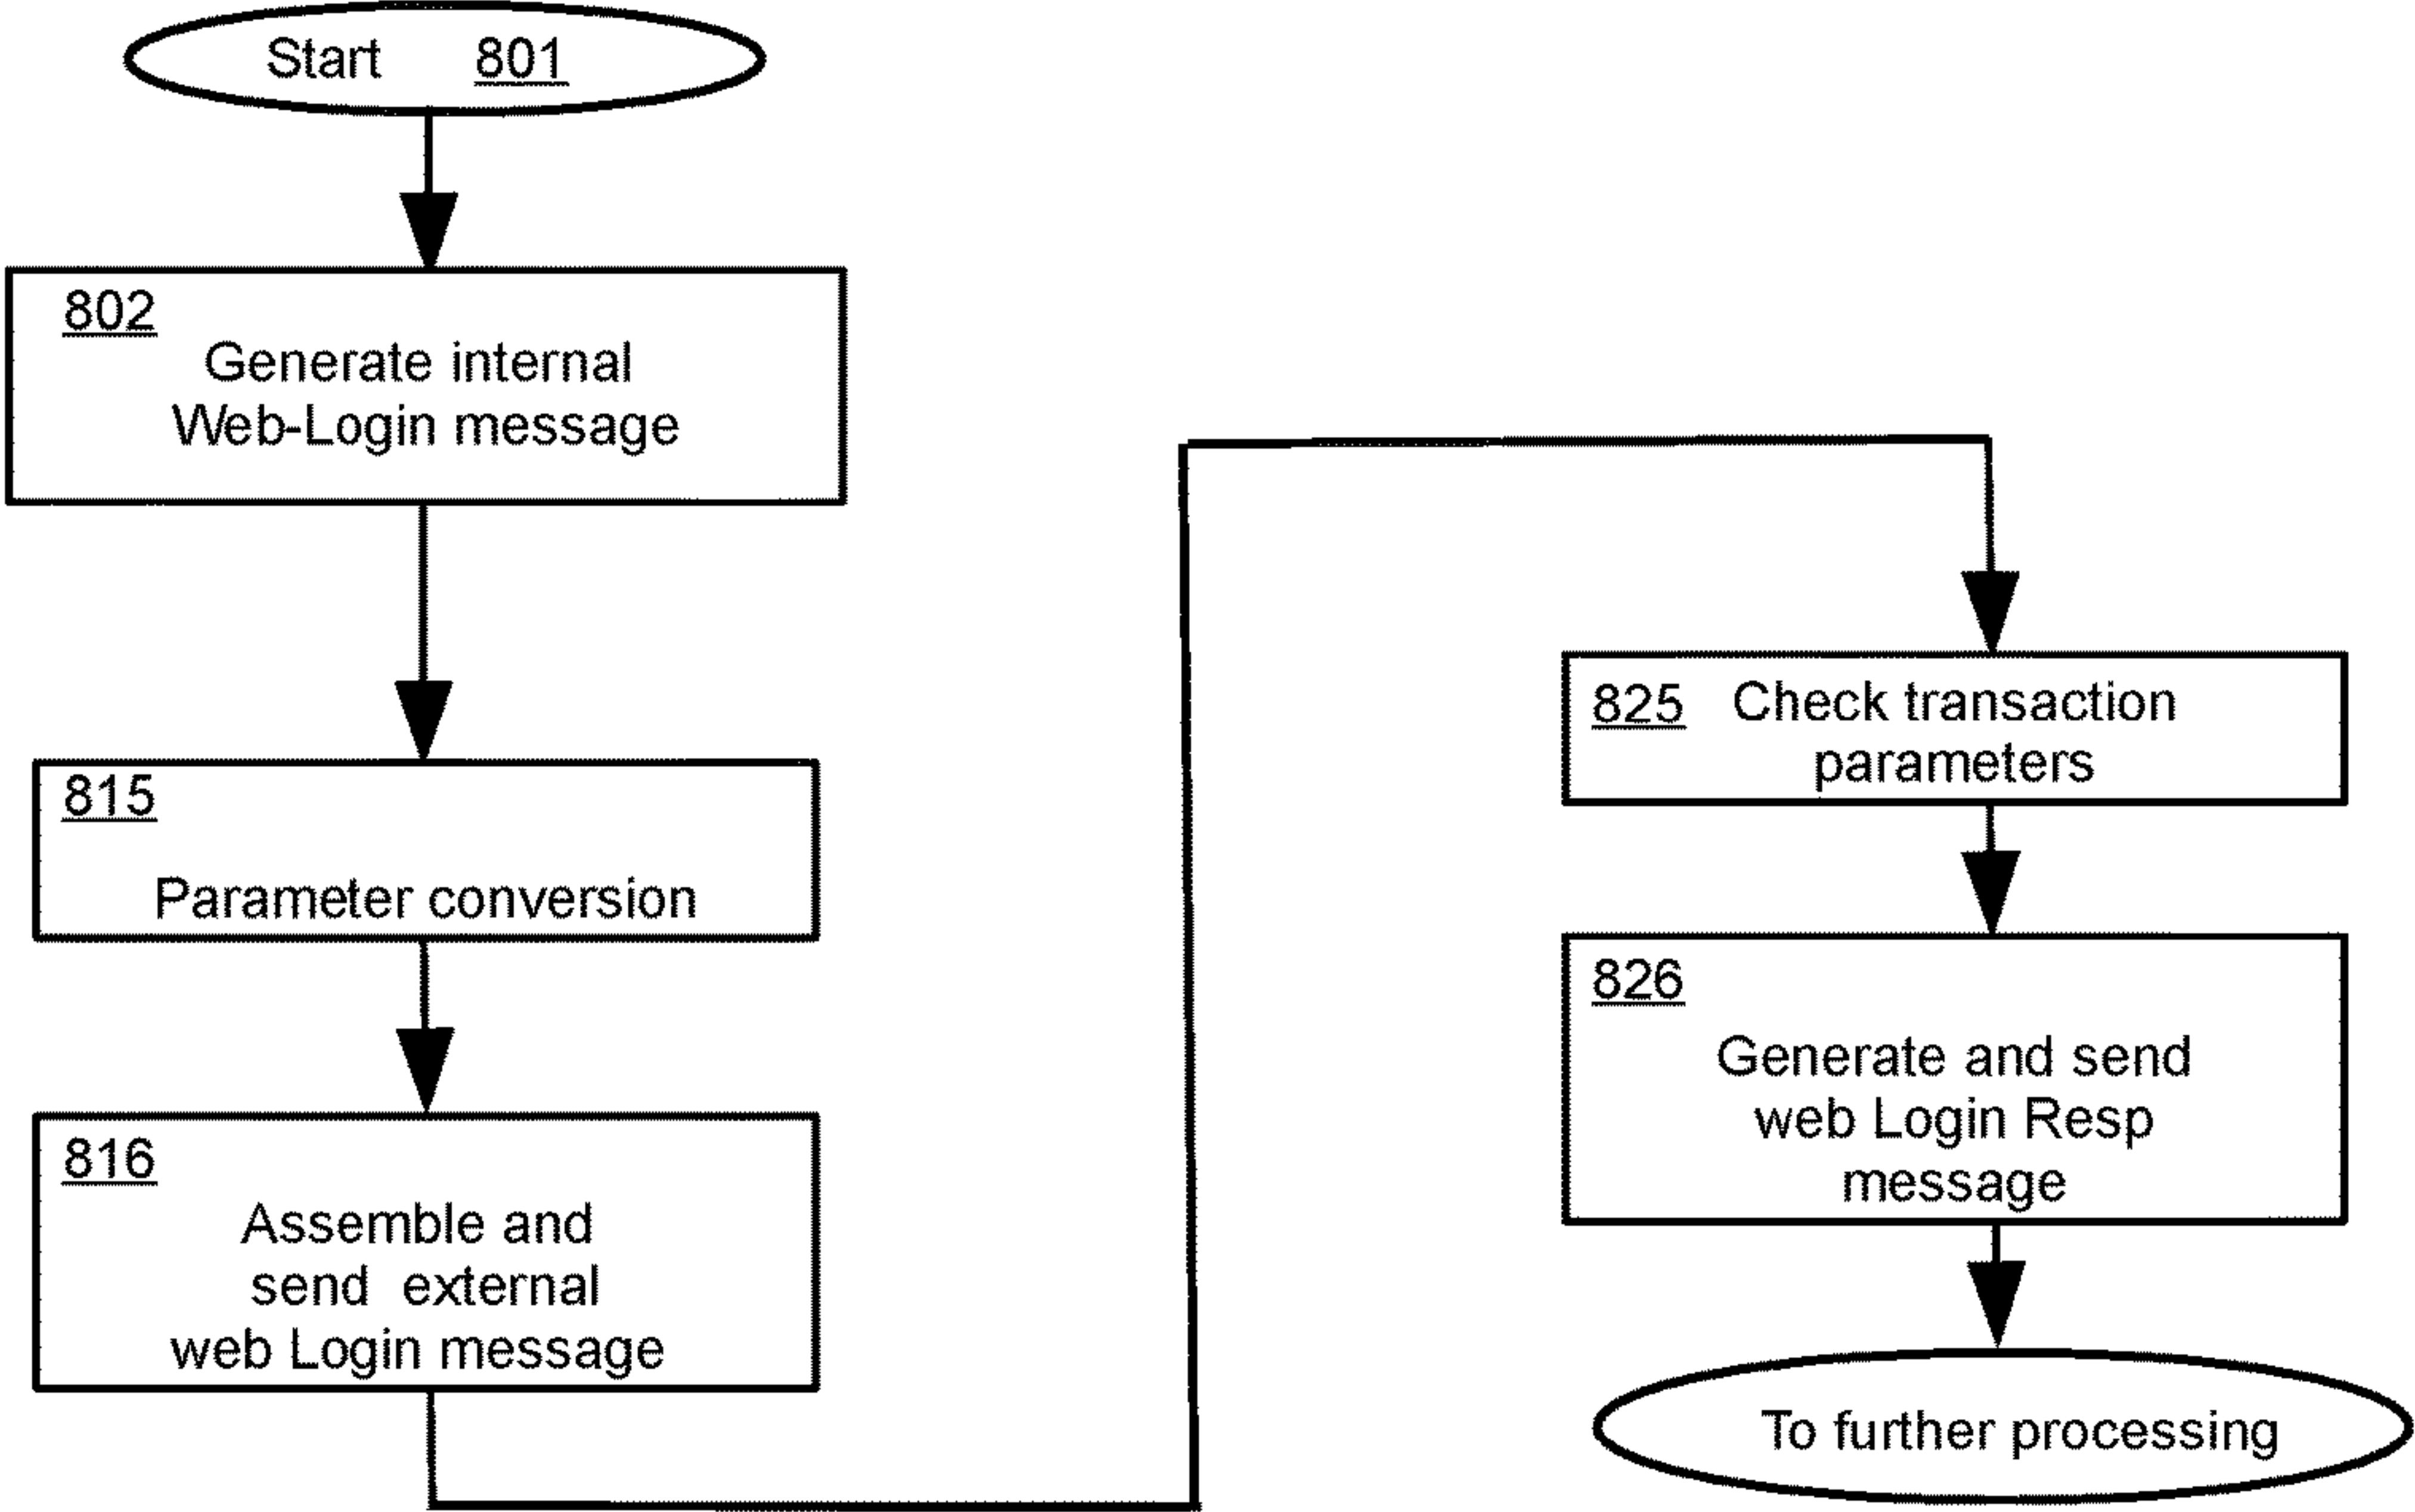 Start 801
802
Generate internal
Web-Login message
815
Parameter conversion
816
Assemble and
send external
web Login message
825 Check transaction
parameters
826
Generate and send
web Login Resp
message
To further processing